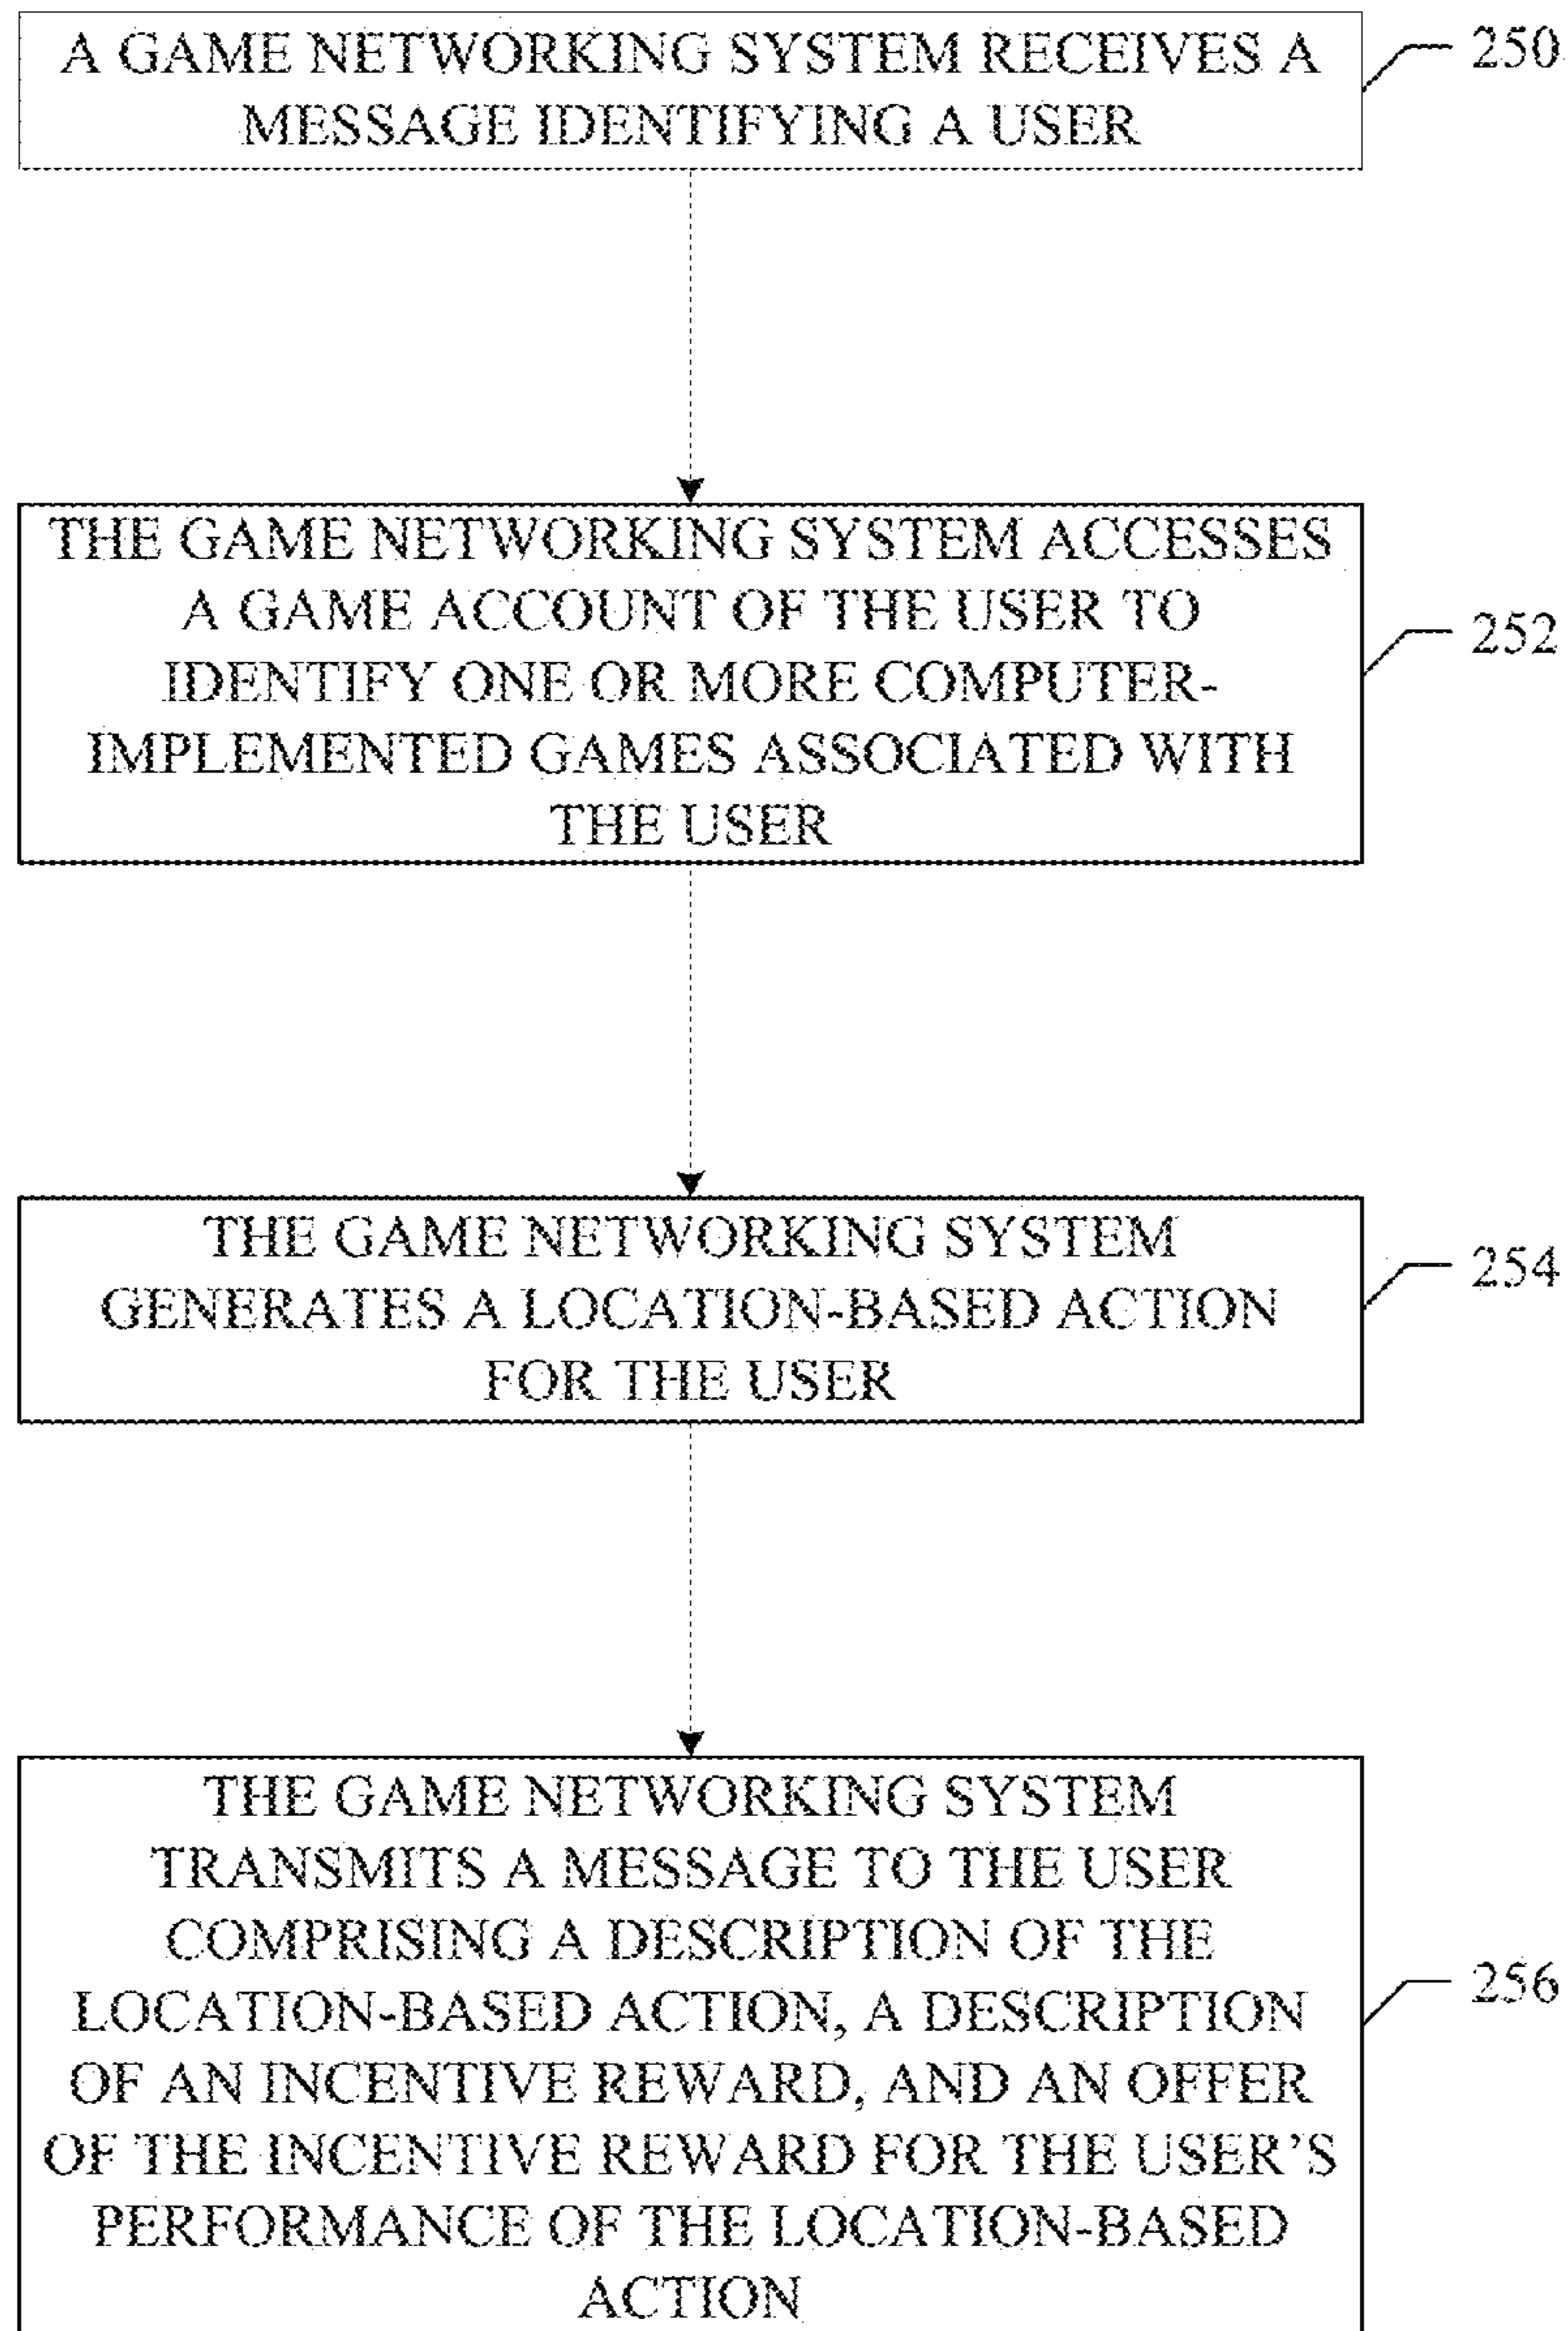 A GAME NETWORKING SYSTEM RECEIVES A
MESSAGE IDENTIFYING A USER
250
THE GAME NETWORKING SYSTEM ACCESSES
A GAME ACCOUNT OF THE USER TO
IDENTIFY ONE OR MORE COMPUTER-
IMPLEMENTED GAMES ASSOCIATED WITH
THE USER
252
THE GAME NETWORKING SYSTEM
GENERATES A LOCATION-BASED ACTION
FOR THE USER
254
THE GAME NETWORKING SYSTEM
TRANSMITS A MESSAGE TO THE USER
COMPRISING A DESCRIPTION OF THE
LOCATION-BASED ACTION, A DESCRIPTION
OF AN INCENTIVE REWARD, AND AN OFFER
OF THE INCENTIVE REWARD FOR THE USER’S
PERFORMANCE OF THE LOCATION-BASED
ACTION
256